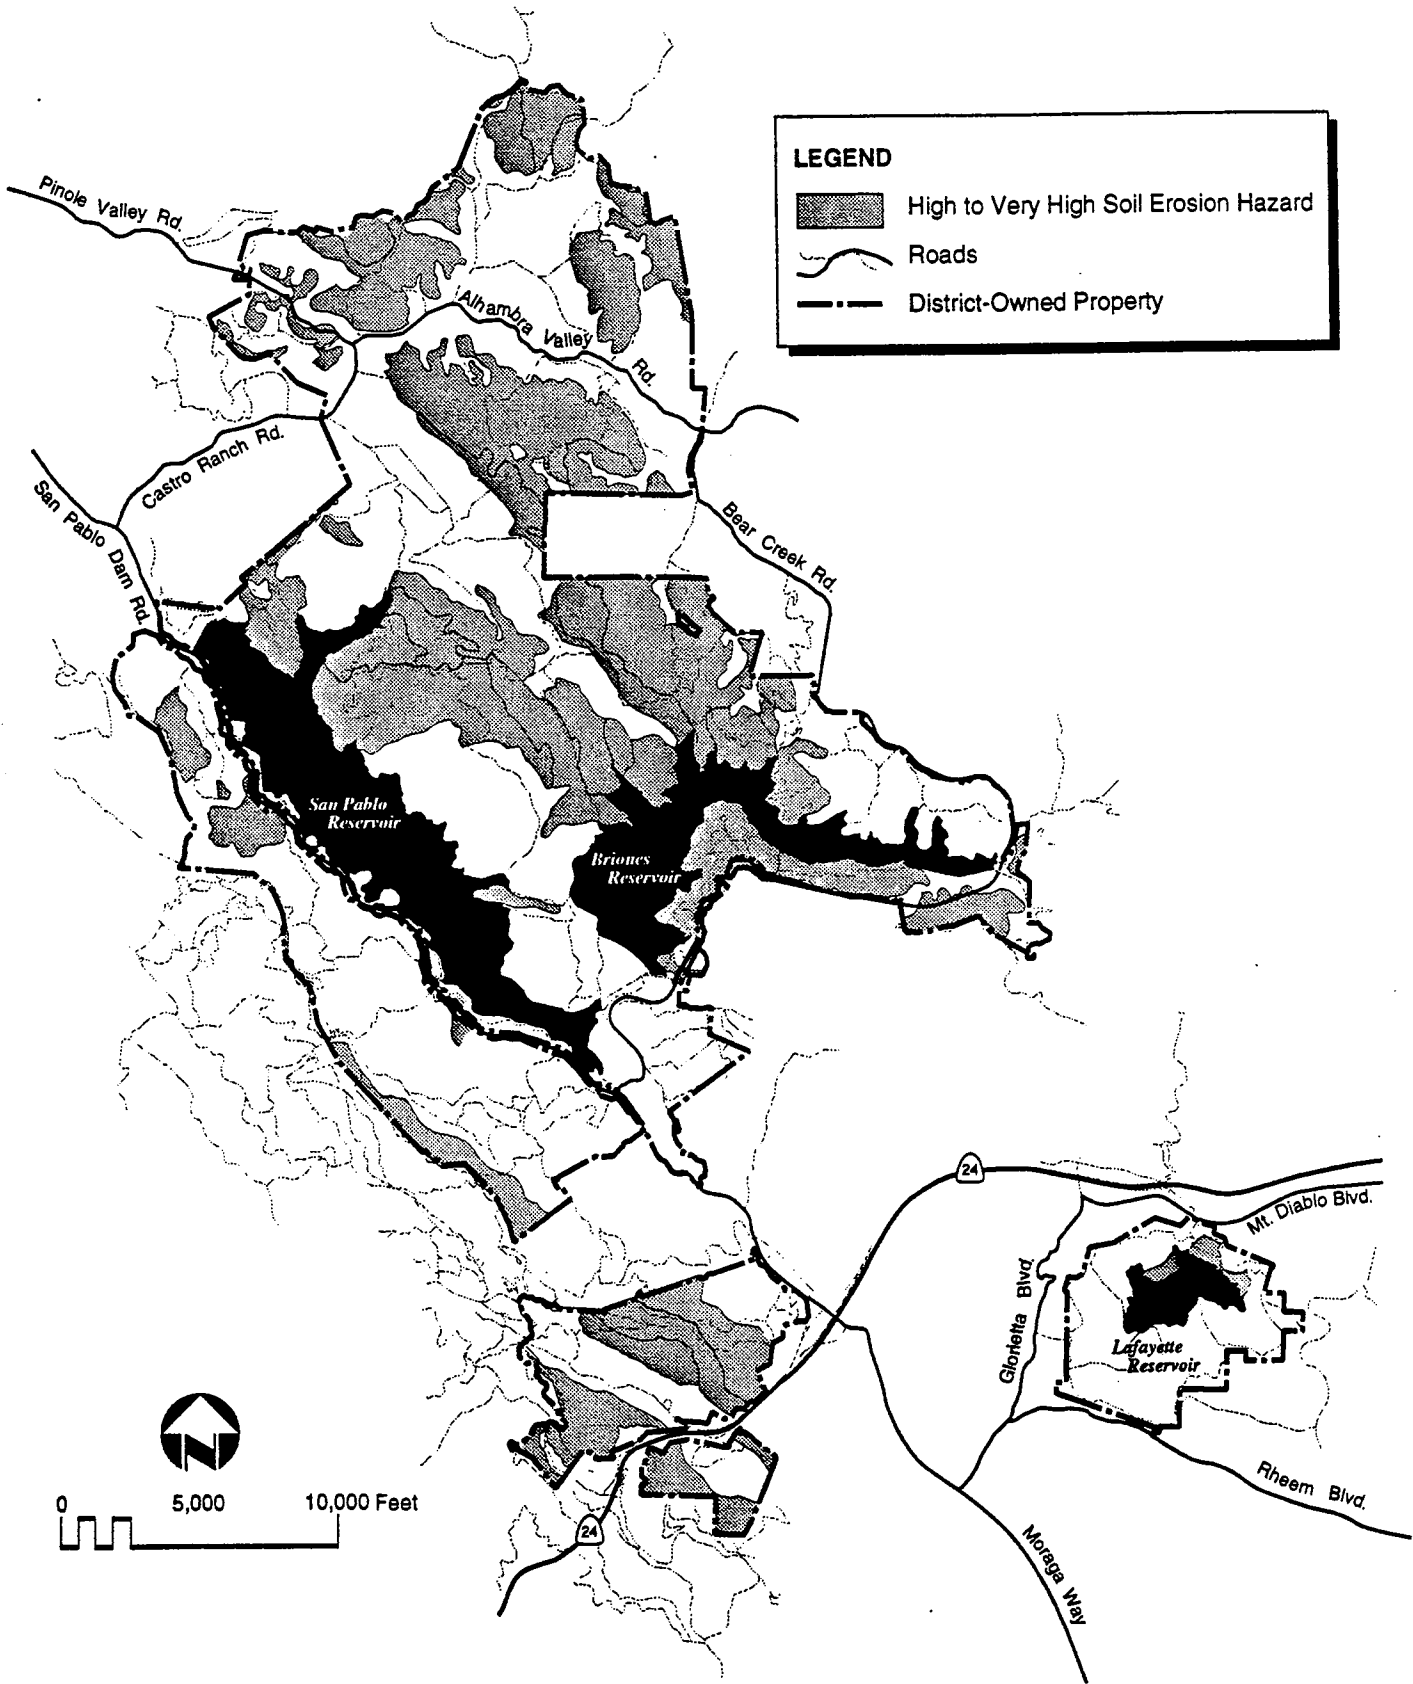 LEGEND
High to Very High Soil Erosion Hazard
Roads
District-Owned Property
Pinole Valley Rd.
Alhambra Valley Rd.
Castro Ranch Rd.
San Pablo Dam Rd.
Bear Creek Rd.
San Pablo
Reservoir
Briones
Reservoir
24
Mt. Diablo Blvd.
Glorietta Blvd.
Lafayette
Reservoir
N
0 5,000 10,000 Feet
24
Rheem Blvd.
Moraga Way